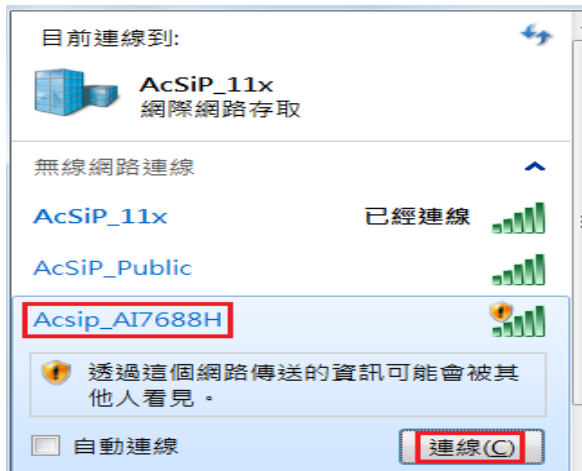 目前連線到:
AcSiP_11x
網際網路存取
無線網路連線
AcSiP_11x 已經連線
AcSiP_Public
Acsip_AI7688H
透過這個網路傳送的資訊可能會被其
他人看見。
自動連線 連線(C)